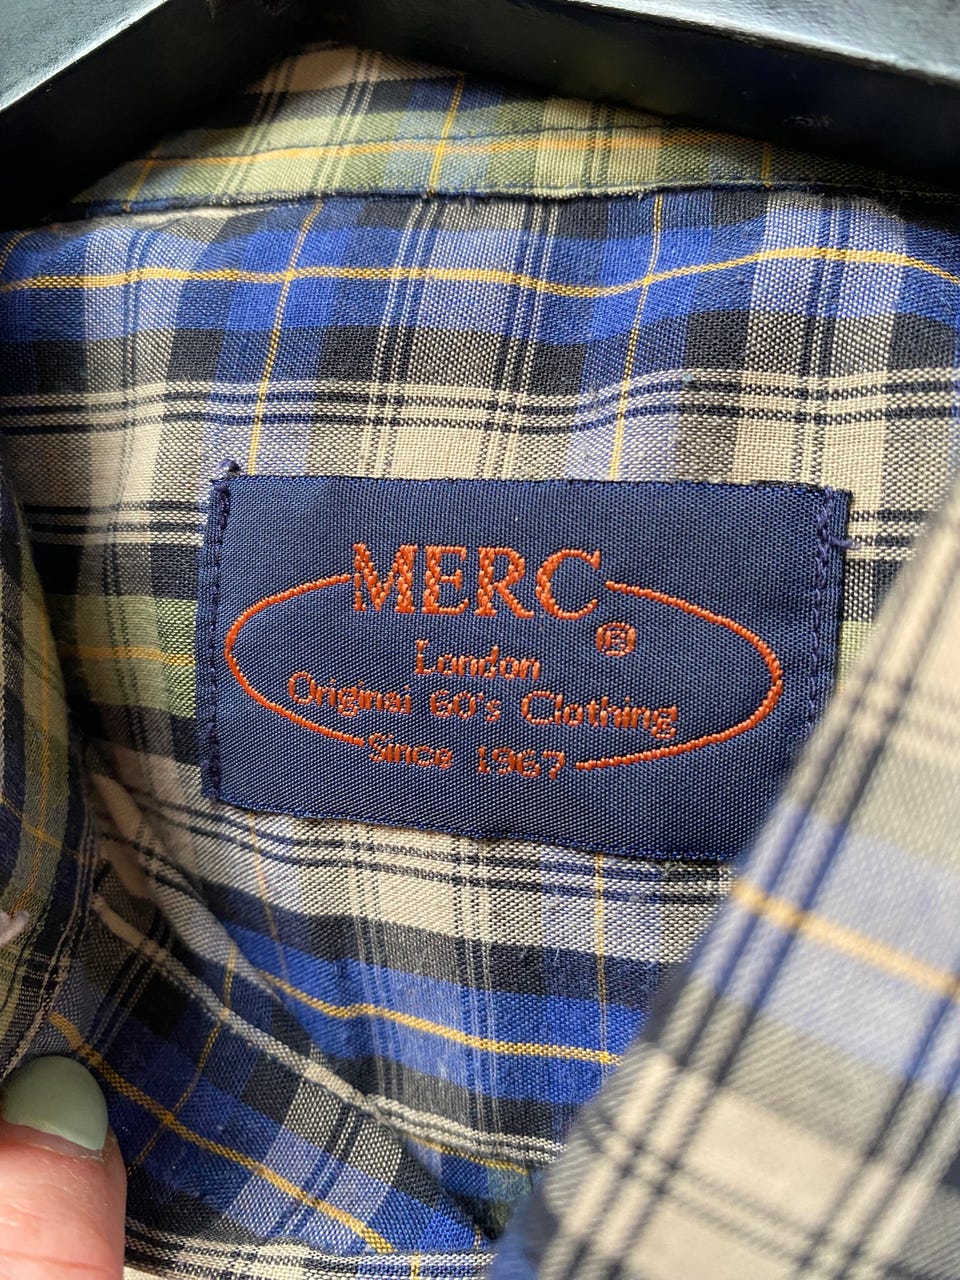 MERC®
London
Original 60's Clothing
Since 1967